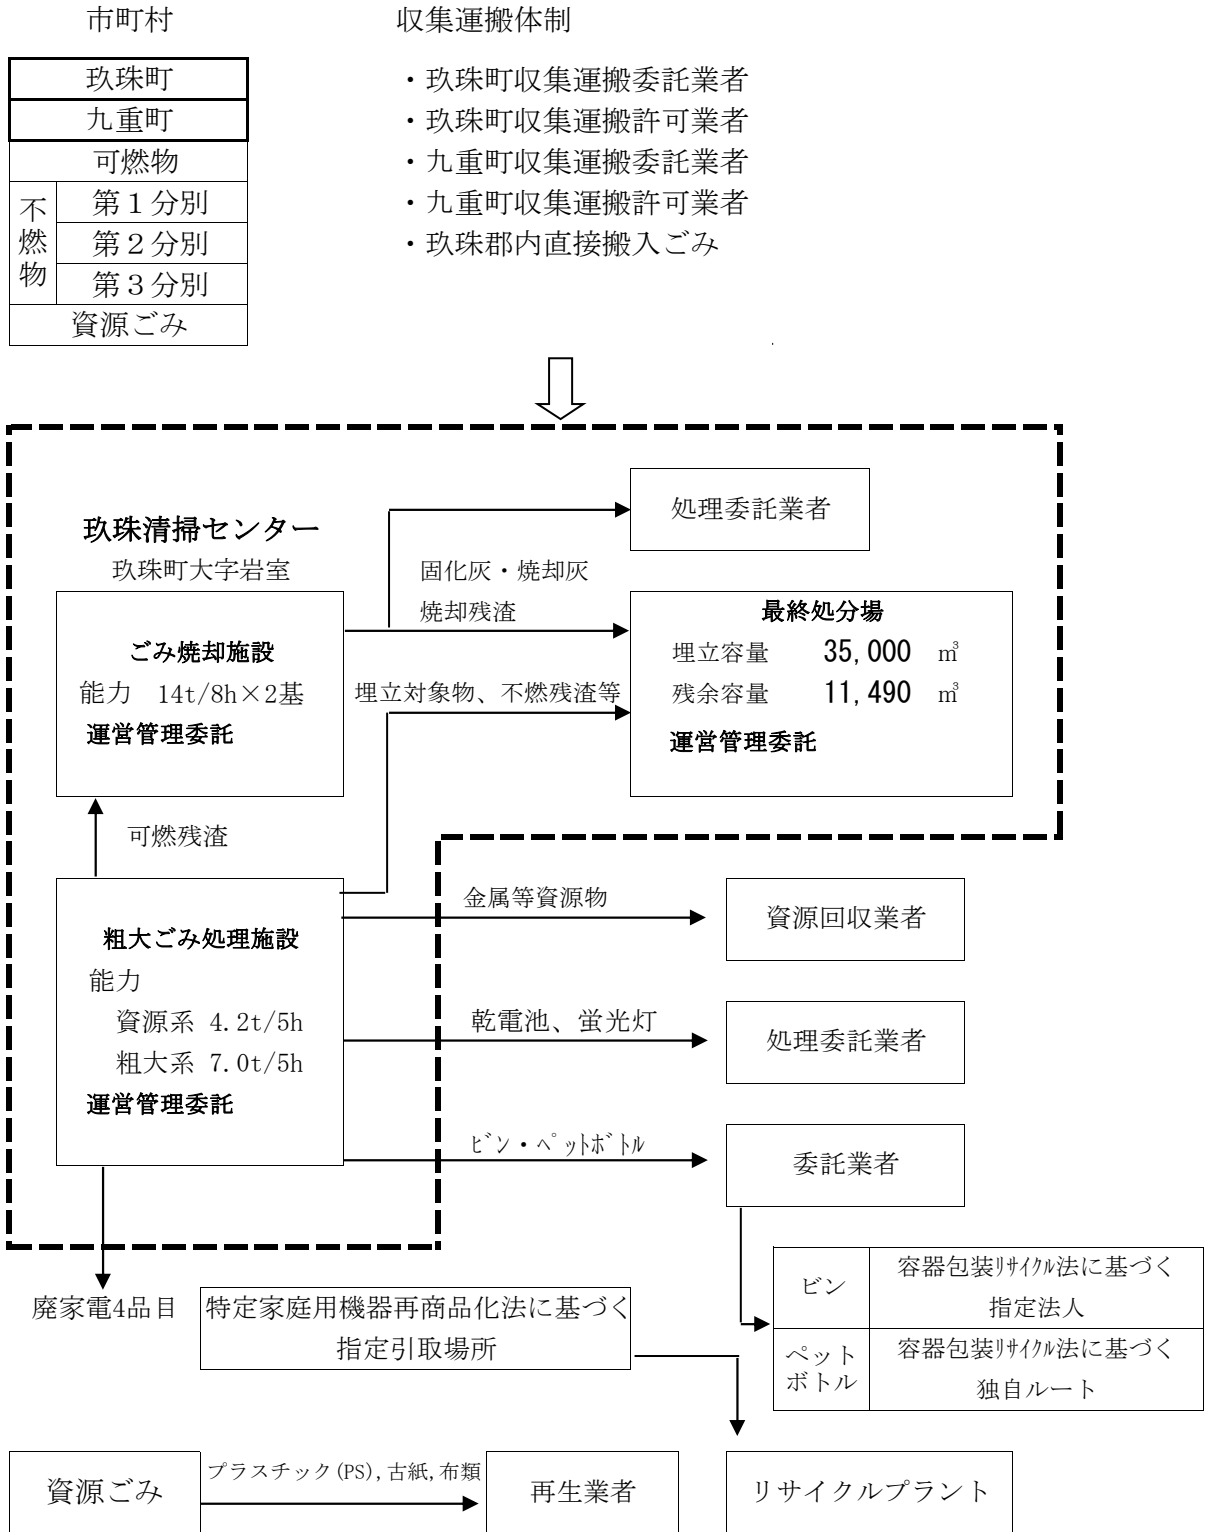 市町村
収集運搬体制
玖珠町
九重町
可燃物
不燃物
第１分別
第２分別
第３分別
資源ごみ
・玖珠町収集運搬委託業者
・玖珠町収集運搬許可業者
・九重町収集運搬委託業者
・九重町収集運搬許可業者
・玖珠郡内直接搬入ごみ
玖珠清掃センター
玖珠町大字岩室
処理委託業者
固化灰・焼却灰
焼却残渣
ごみ焼却施設
能力　14t/8h×2基
運営管理委託
最終処分場
埋立容量　35,000　㎥
残余容量　11,490　㎥
運営管理委託
埋立対象物、不燃残渣等
可燃残渣
粗大ごみ処理施設
能力
資源系 4.2t/5h
粗大系 7.0t/5h
運営管理委託
金属等資源物
資源回収業者
乾電池、蛍光灯
処理委託業者
ﾋﾞﾝ・ﾍﾟｯﾄﾎﾞﾄﾙ
委託業者
ビン
容器包装ﾘｻｲｸﾙ法に基づく
指定法人
ペット
ボトル
容器包装ﾘｻｲｸﾙ法に基づく
独自ルート
廃家電4品目
特定家庭用機器再商品化法に基づく
指定引取場所
資源ごみ
プラスチック(PS),古紙,布類
再生業者
リサイクルプラント